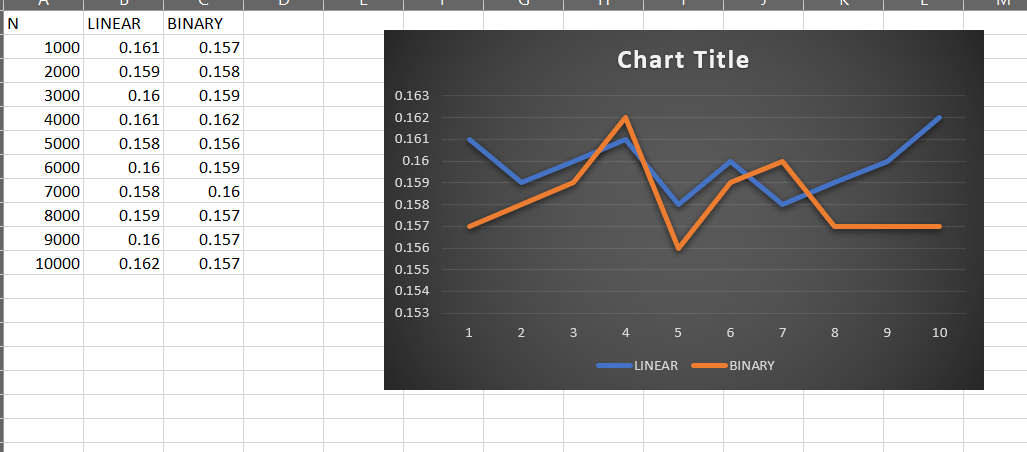 A B C D E F G H I J K L M
N LINEAR BINARY
1000 0.161 0.157
2000 0.159 0.158
3000 0.16 0.159
4000 0.161 0.162
5000 0.158 0.156
6000 0.16 0.159
7000 0.158 0.16
8000 0.159 0.157
9000 0.16 0.157
10000 0.162 0.157
Chart Title
0.163
0.162
0.161
0.16
0.159
0.158
0.157
0.156
0.155
0.154
0.153
1 2 3 4 5 6 7 8 9 10
LINEAR BINARY